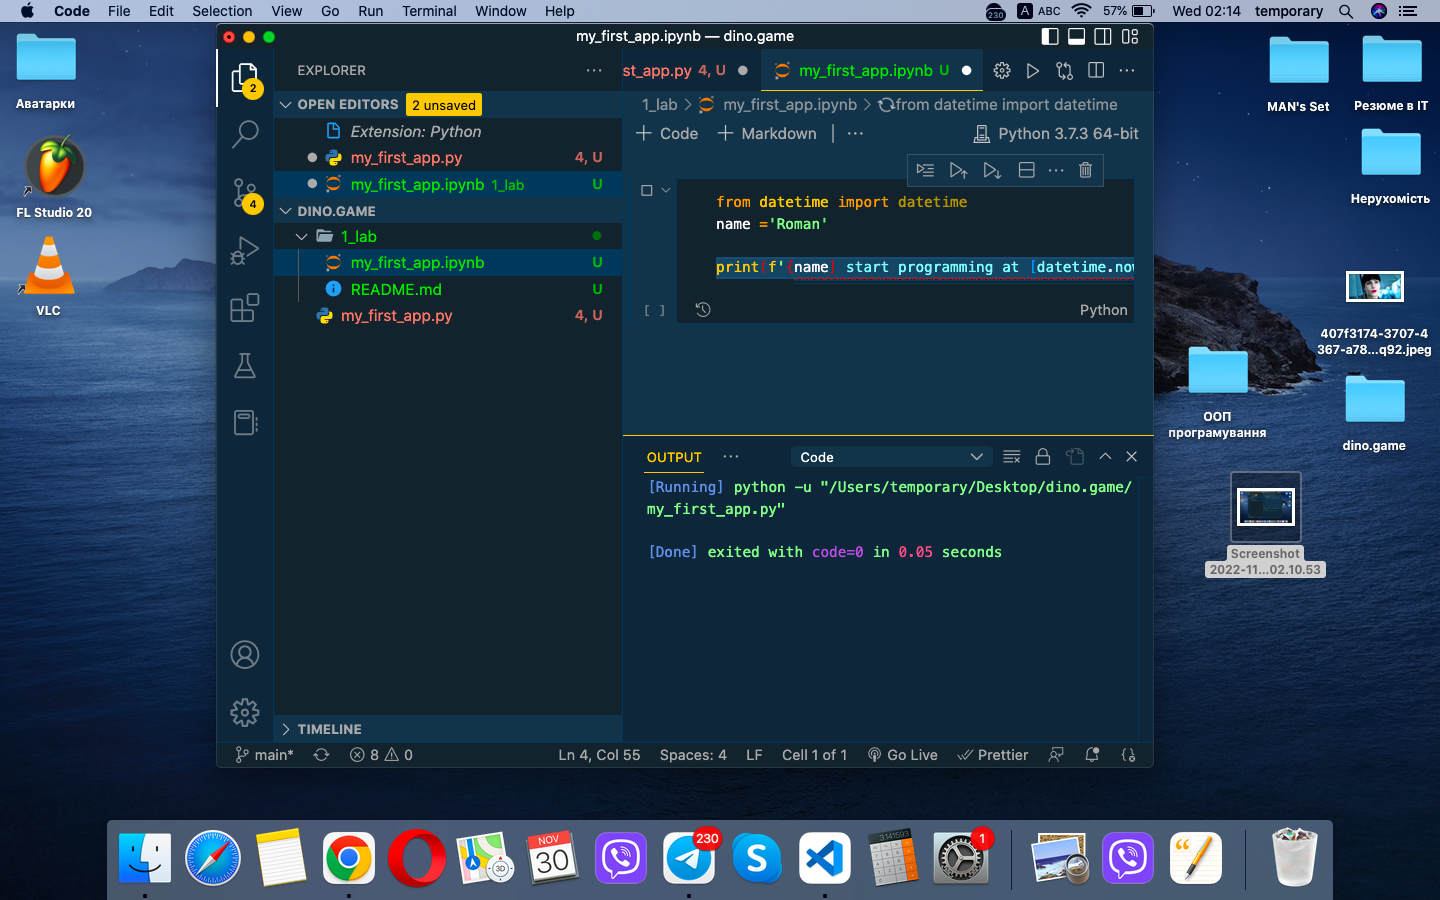 Code File Edit Selection View Go Run Terminal Window Help 230 A ABC 57% Wed 02:14 temporary
my_first_app.ipynb — dino.game
Аватарки
FL Studio 20
VLC
2
4
EXPLORER
OPEN EDITORS 2 unsaved
Extension: Python
my_first_app.py 4, U
my_first_app.ipynb 1_lab U
DINO.GAME
1_lab
my_first_app.ipynb U
README.md U
my_first_app.py 4, U
TIMELINE
st_app.py 4, U my_first_app.ipynb U
1_lab > my_first_app.ipynb > from datetime import datetime
+ Code + Markdown | ··· Python 3.7.3 64-bit
from datetime import datetime
name ='Roman'
print(f'{name} start programming at [datetime.now
[ ] Python
OUTPUT ··· Code
[Running] python -u "/Users/temporary/Desktop/dino.game/
my_first_app.py"
[Done] exited with code=0 in 0.05 seconds
main* 8 0 Ln 4, Col 55 Spaces: 4 LF Cell 1 of 1 Go Live Prettier
MAN's Set
Резюме в ІТ
Нерухомість
407f3174-3707-4
367-a78...q92.jpeg
ООП
програмування
dino.game
Screenshot
2022-11...02.10.53
3D
NOV
30
230
3.141593
1